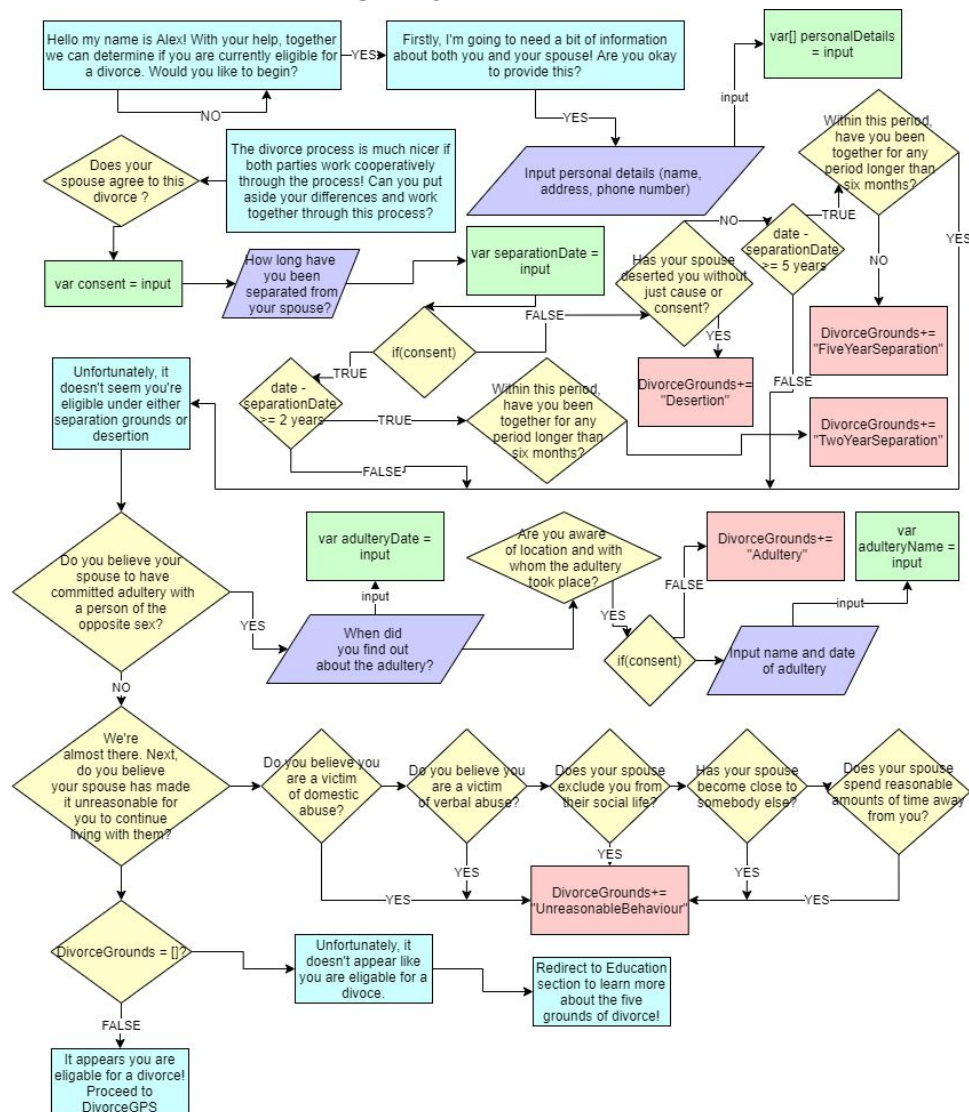 Hello my name is Alex! With your help, together
we can determine if you are currently eligible for
a divorce. Would you like to begin?
YES
NO
Firstly, I'm going to need a bit of information
about both you and your spouse! Are you okay
to provide this?
YES
var[] personalDetails
= input
input
Input personal details (name,
address, phone number)
Does your
spouse agree to this
divorce ?
The divorce process is much nicer if
both parties work cooperatively
through the process! Can you put
aside your differences and work
together through this process?
var consent = input
How long have
you been
separated from
your spouse?
var separationDate =
input
if(consent)
FALSE
TRUE
Has your spouse
deserted you without
just cause or
consent?
NO
YES
DivorceGrounds+=
"Desertion"
date -
separationDate
>= 5 years
TRUE
FALSE
Within this period,
have you been
together for any
period longer than
six months?
YES
NO
DivorceGrounds+=
"FiveYearSeparation"
date -
separationDate
>= 2 years
TRUE
FALSE
Within this period,
have you been
together for any
period longer than
six months?
DivorceGrounds+=
"TwoYearSeparation"
Unfortunately, it
doesn't seem you're
eligible under either
separation grounds or
desertion
Do you believe your
spouse to have
committed adultery with
a person of the
opposite sex?
YES
NO
var adulteryDate =
input
input
When did
you find out
about the adultery?
Are you aware
of location and with
whom the adultery
took place?
YES
if(consent)
FALSE
DivorceGrounds+=
"Adultery"
Input name and date
of adultery
input
var
adulteryName =
input
We're
almost there. Next,
do you believe
your spouse has made
it unreasonable for
you to continue
living with them?
Do you believe you
are a victim
of domestic
abuse?
YES
Do you believe you
are a victim
of verbal abuse?
YES
Does your spouse
exclude you from
their social life?
YES
Has your spouse
become close to
somebody else?
YES
Does your spouse
spend reasonable
amounts of time away
from you?
YES
DivorceGrounds+=
"UnreasonableBehaviour"
DivorceGrounds = []?
FALSE
Unfortunately, it
doesn't appear like
you are eligable for a
divoce.
Redirect to Education
section to learn more
about the five
grounds of divorce!
It appears you are
eligable for a divorce!
Proceed to
DivorceGPS